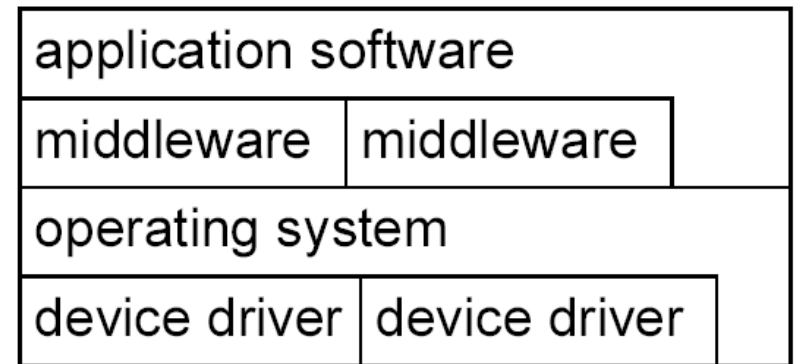 application software
middleware middleware
operating system
device driver device driver